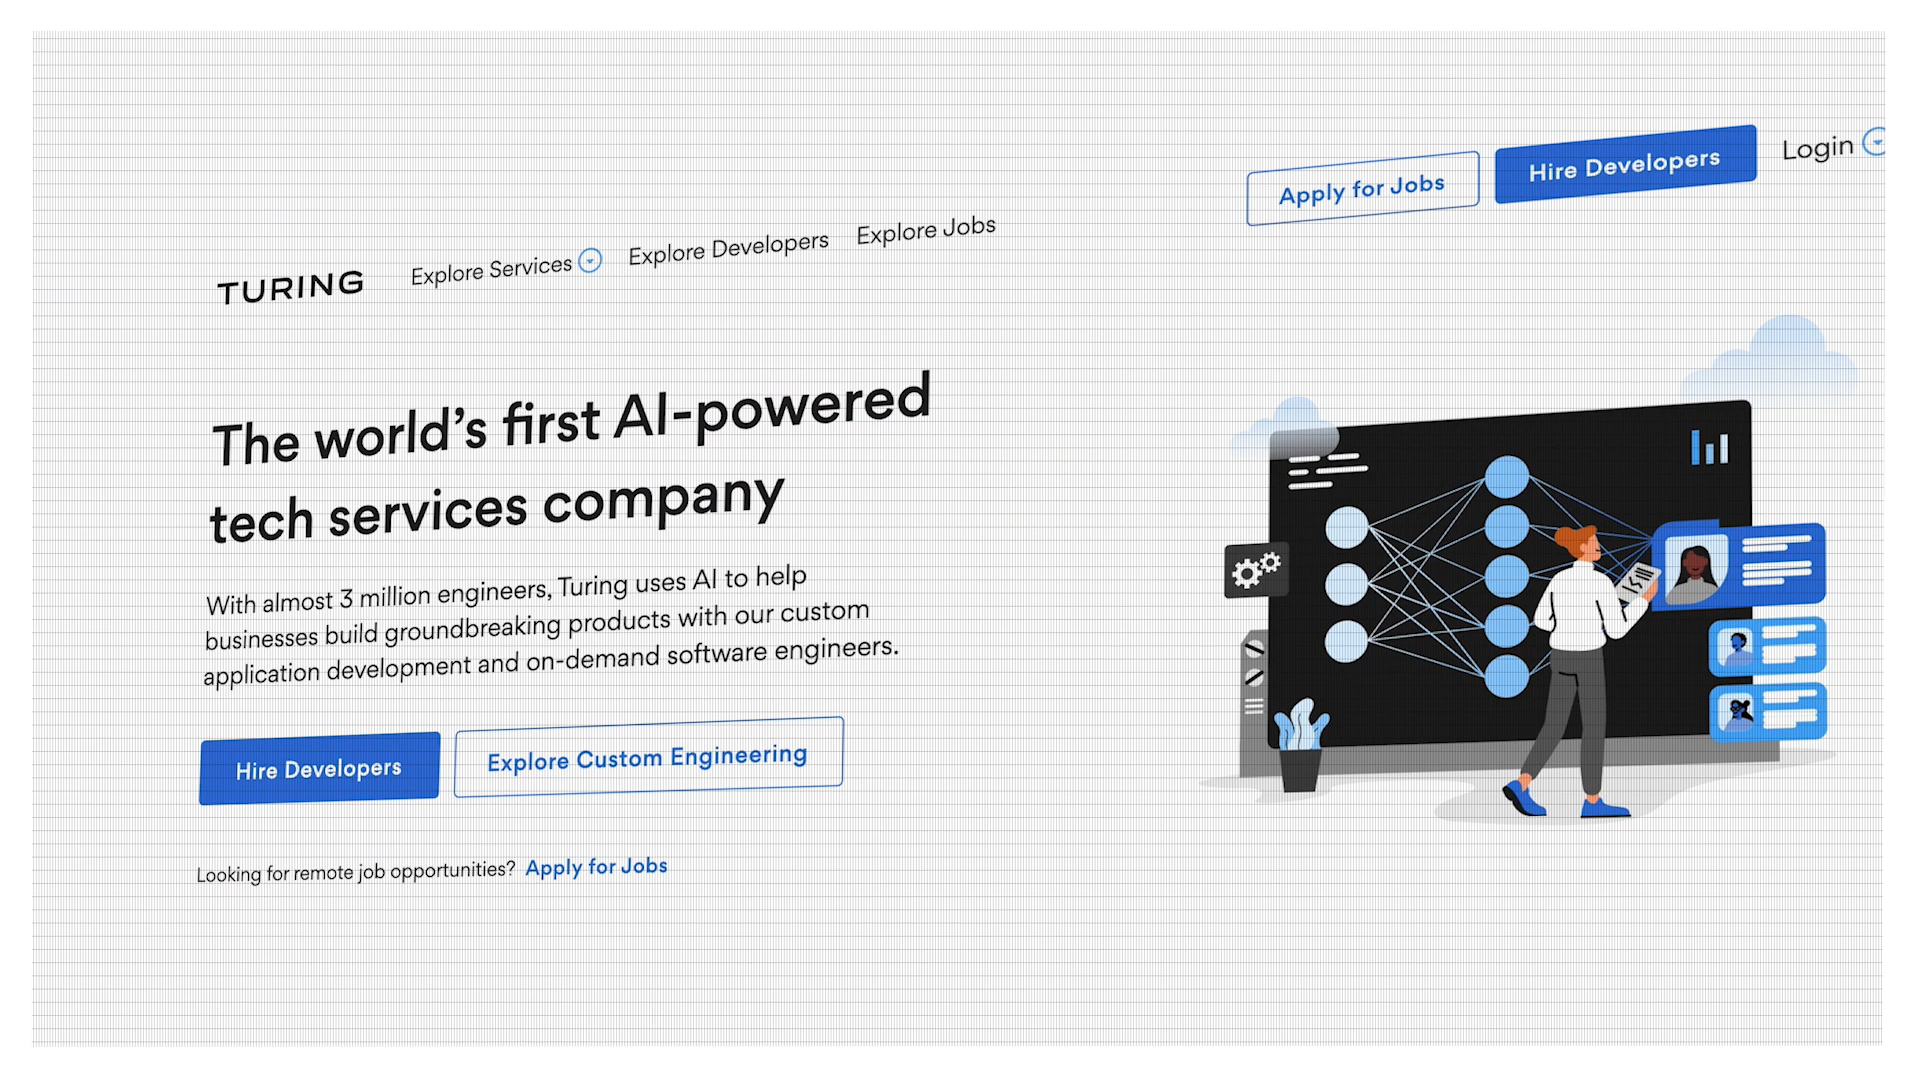 TURING
Explore Services
Explore Developers
Explore Jobs
Apply for Jobs
Hire Developers
Login
The world’s first AI-powered
tech services company
With almost 3 million engineers, Turing uses AI to help
businesses build groundbreaking products with our custom
application development and on-demand software engineers.
Hire Developers
Explore Custom Engineering
Looking for remote job opportunities? Apply for Jobs